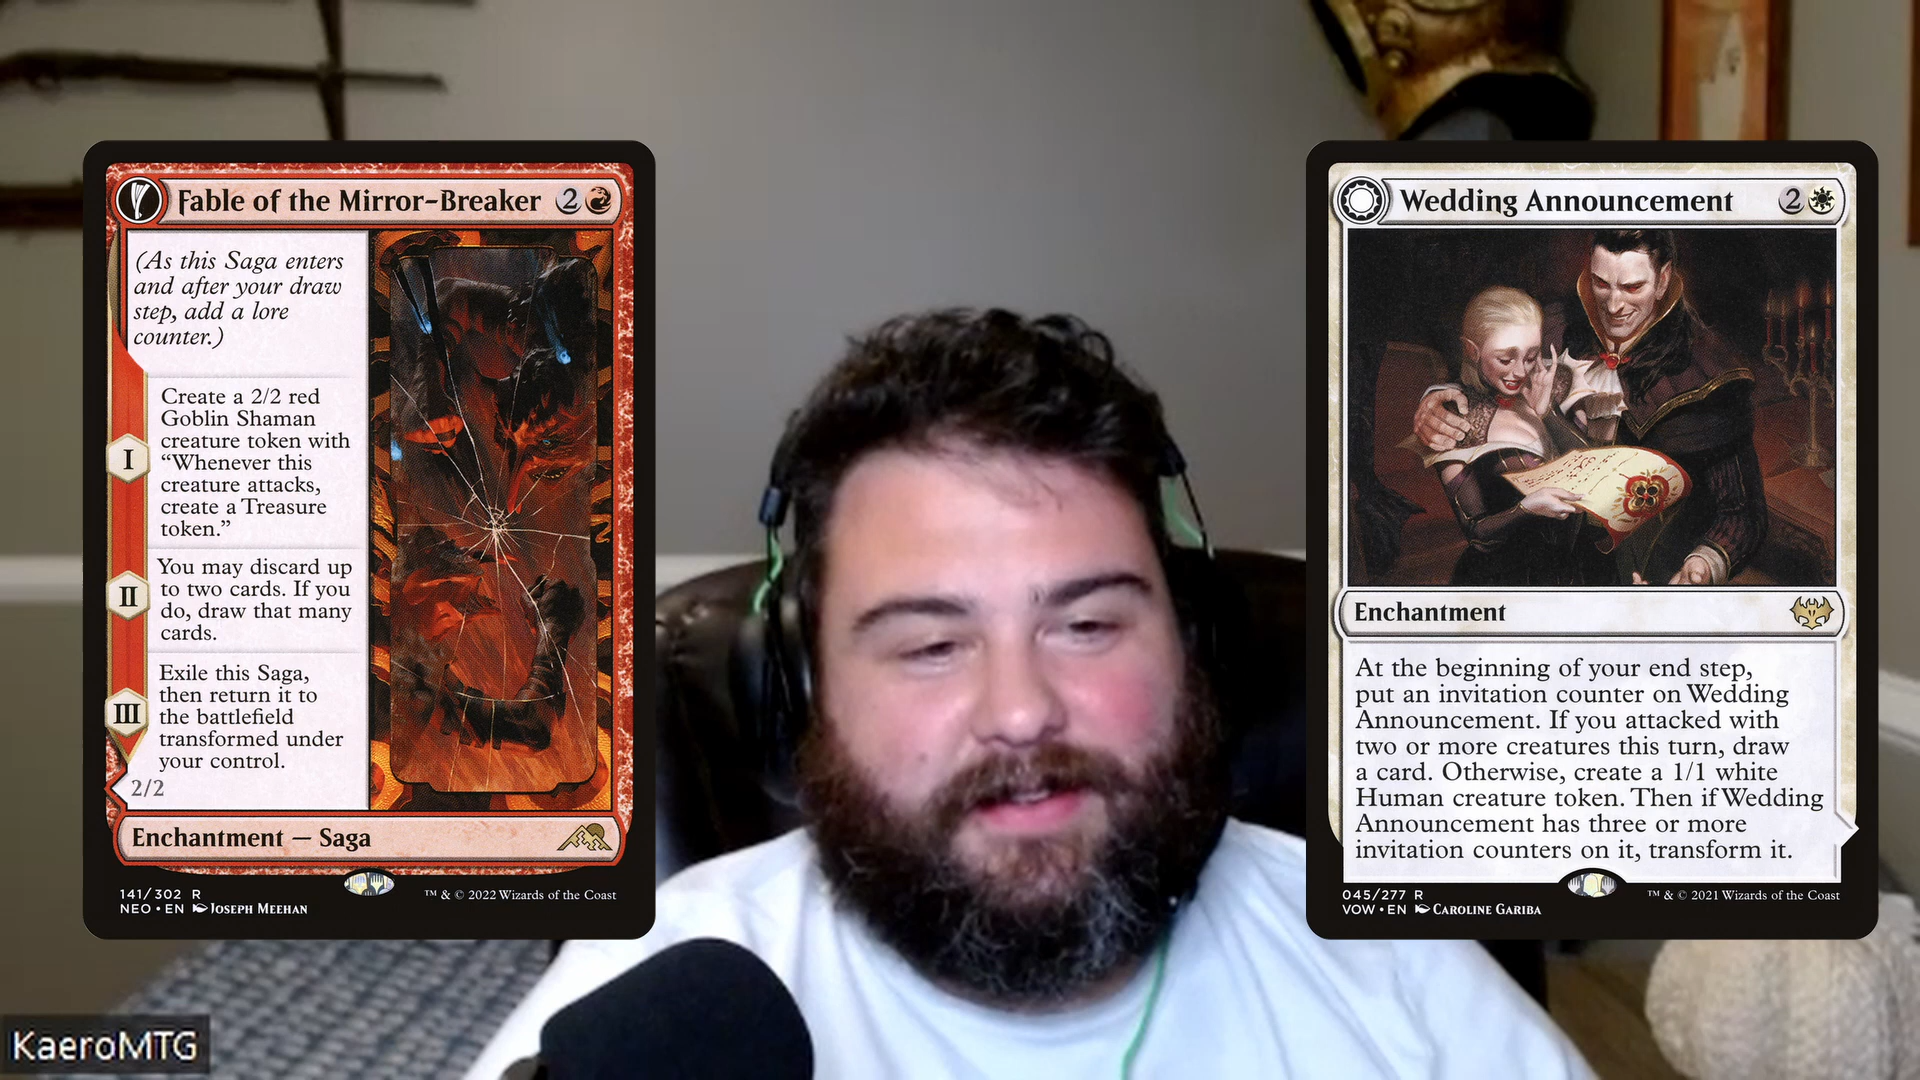 Fable of the Mirror-Breaker 2
(As this Saga enters
and after your draw
step, add a lore
counter.)
I
Create a 2/2 red
Goblin Shaman
creature token with
“Whenever this
creature attacks,
create a Treasure
token.”
II
You may discard up
to two cards. If you
do, draw that many
cards.
III
Exile this Saga,
then return it to
the battlefield
transformed under
your control.
2/2
Enchantment — Saga
141/302 R
NEO • EN JOSEPH MEEHAN
™ & © 2022 Wizards of the Coast
Wedding Announcement 2
Enchantment
At the beginning of your end step,
put an invitation counter on Wedding
Announcement. If you attacked with
two or more creatures this turn, draw
a card. Otherwise, create a 1/1 white
Human creature token. Then if Wedding
Announcement has three or more
invitation counters on it, transform it.
045/277 R
VOW • EN CAROLINE GARIBA
™ & © 2021 Wizards of the Coast
KaeroMTG